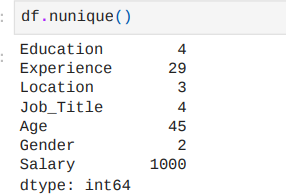 df.nunique()
Education 4
Experience 29
Location 3
Job_Title 4
Age 45
Gender 2
Salary 1000
dtype: int64